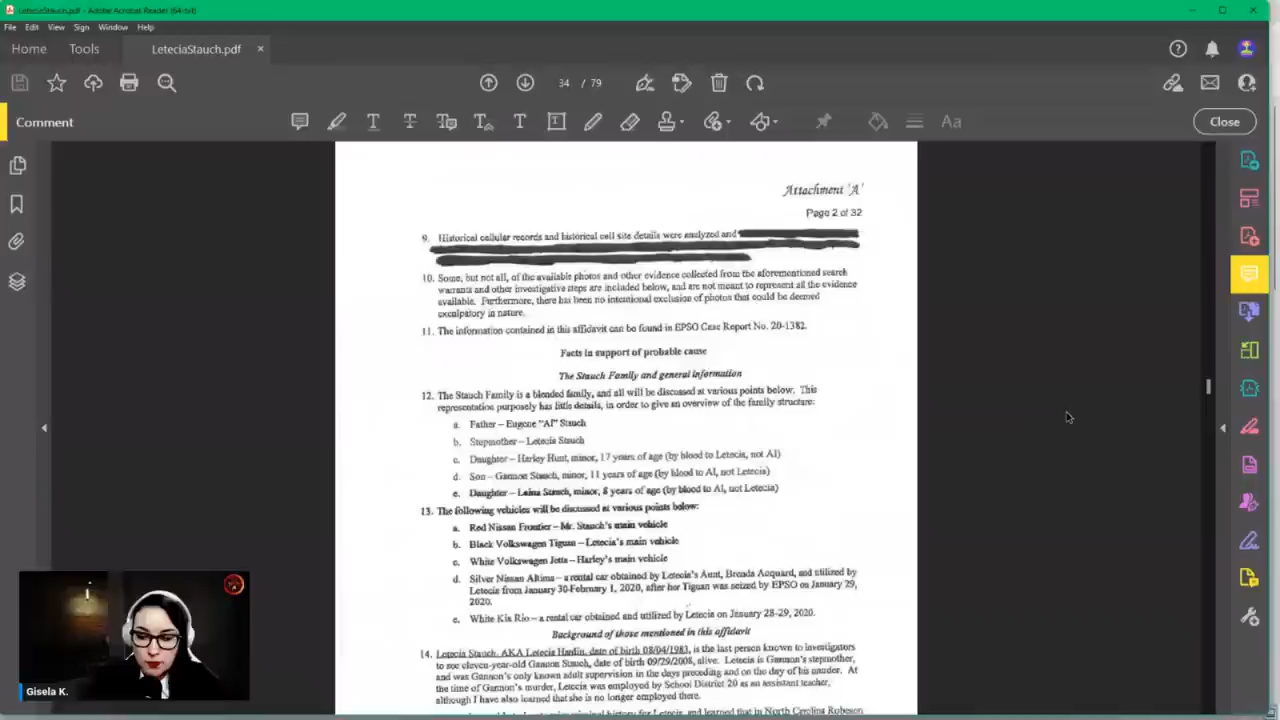 LeteciaStauch.pdf - Adobe Acrobat Reader (64-bit)
File Edit View Sign Window Help
Home Tools LeteciaStauch.pdf ×
34 / 79
Comment
Close
Attachment 'A'
Page 2 of 32
9. Historical cellular records and historical cell site details were analyzed and
10. Some, but not all, of the available photos and other evidence collected from the aforementioned search
warrants and other investigative steps are included below, and are not meant to represent all the evidence
available. Furthermore, there has been no intentional exclusion of photos that could be deemed
exculpatory in nature.
11. The information contained in this affidavit can be found in EPSO Case Report No. 20-1382.
Facts in support of probable cause
The Stauch Family and general information
12. The Stauch Family is a blended family, and all will be discussed at various points below. This
representation purposely has little details, in order to give an overview of the family structure:
a. Father – Eugene "Al" Stauch
b. Stepmother – Letecia Stauch
c. Daughter – Harley Hunt, minor, 17 years of age (by blood to Letecia, not Al)
d. Son – Gannon Stauch, minor, 11 years of age (by blood to Al, not Letecia)
e. Daughter – Laina Stauch, minor, 8 years of age (by blood to Al, not Letecia)
13. The following vehicles will be discussed at various points below:
a. Red Nissan Frontier – Mr. Stauch's main vehicle
b. Black Volkswagen Tiguan – Letecia's main vehicle
c. White Volkswagen Jetta – Harley's main vehicle
d. Silver Nissan Altima – a rental car obtained by Letecia's Aunt, Brenda Acquard, and utilized by
Letecia from January 30-February 1, 2020, after her Tiguan was seized by EPSO on January 29,
2020.
e. White Kia Rio – a rental car obtained and utilized by Letecia on January 28-29, 2020.
Background of those mentioned in this affidavit
14. Letecia Stauch, AKA Letecia Hardin, date of birth 08/04/1983, is the last person known to investigators
to see eleven-year-old Gannon Stauch, date of birth 09/29/2008, alive. Letecia is Gannon's stepmother,
and was Gannon's only known adult supervision in the days preceding and on the day of his murder. At
the time of Gannon's murder, Letecia was employed by School District 20 as an assistant teacher,
although I have also learned that she is no longer employed there.
criminal history for Letecia, and learned that in North Carolina Robeson
Gisela K.